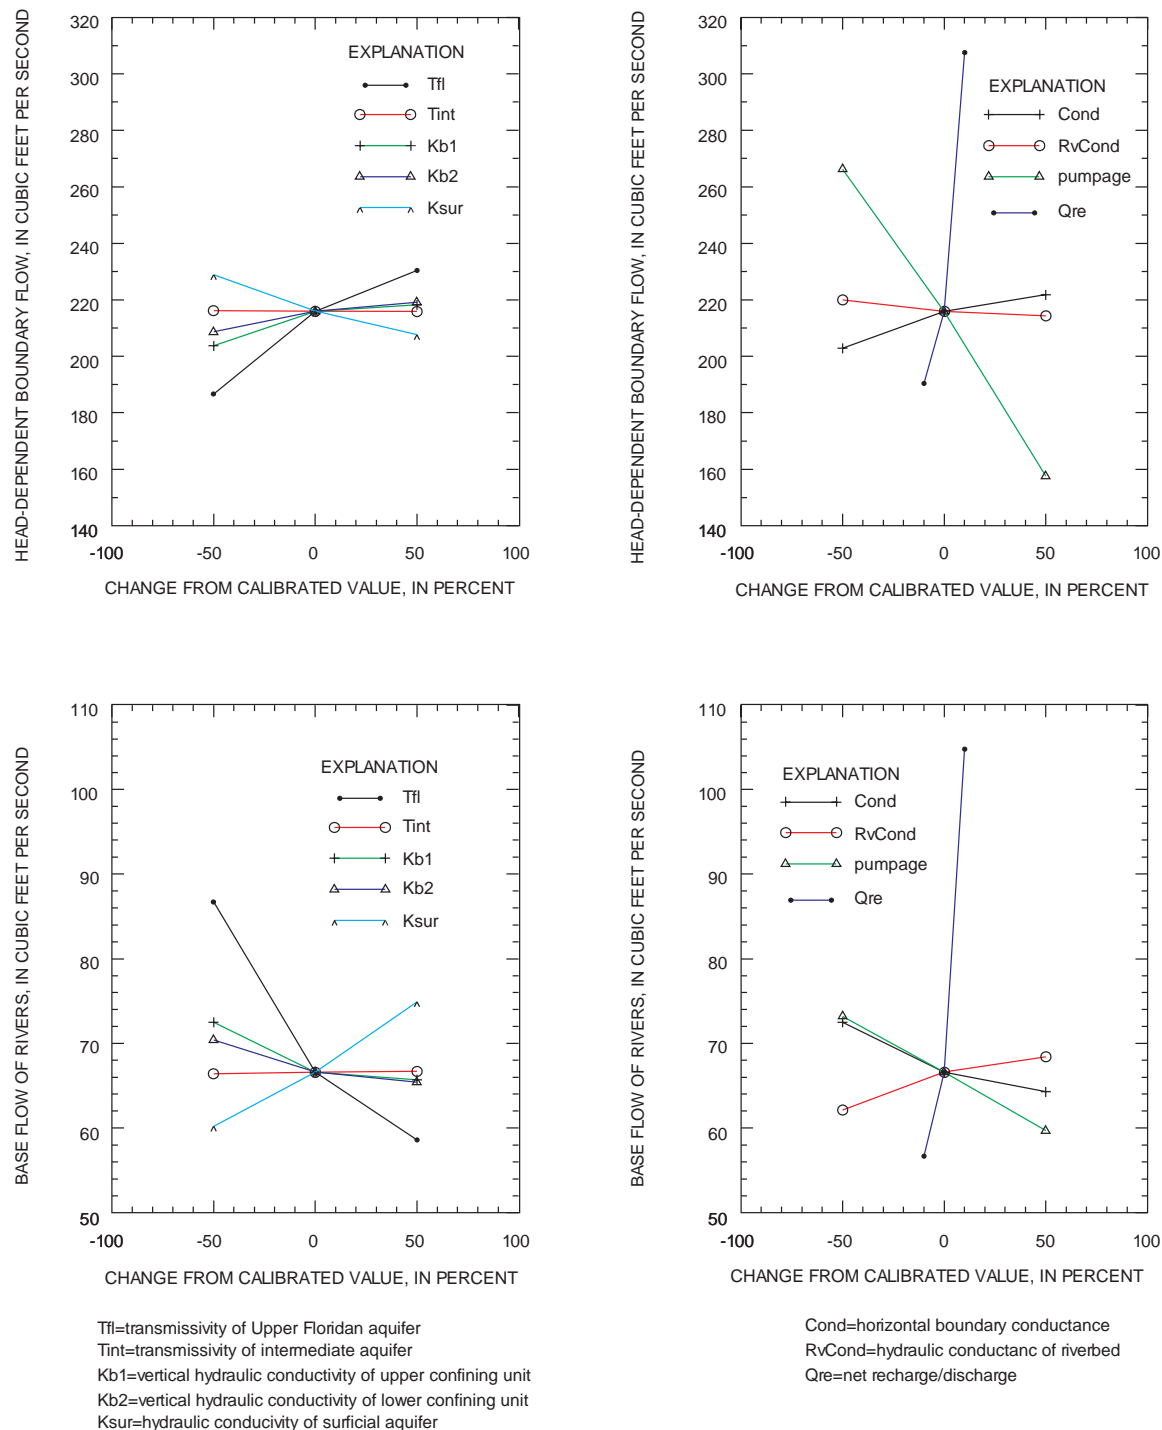 HEAD-DEPENDENT BOUNDARY FLOW, IN CUBIC FEET PER SECOND
320
300
280
260
240
220
200
180
160
140
-100
-50
0
50
100
CHANGE FROM CALIBRATED VALUE, IN PERCENT
EXPLANATION
Tfl
Tint
Kb1
Kb2
Ksur
HEAD-DEPENDENT BOUNDARY FLOW, IN CUBIC FEET PER SECOND
320
300
280
260
240
220
200
180
160
140
-100
-50
0
50
100
CHANGE FROM CALIBRATED VALUE, IN PERCENT
EXPLANATION
Cond
RvCond
pumpage
Qre
BASE FLOW OF RIVERS, IN CUBIC FEET PER SECOND
110
100
90
80
70
60
50
-100
-50
0
50
100
CHANGE FROM CALIBRATED VALUE, IN PERCENT
EXPLANATION
Tfl
Tint
Kb1
Kb2
Ksur
BASE FLOW OF RIVERS, IN CUBIC FEET PER SECOND
110
100
90
80
70
60
50
-100
-50
0
50
100
CHANGE FROM CALIBRATED VALUE, IN PERCENT
EXPLANATION
Cond
RvCond
pumpage
Qre
Tfl=transmissivity of Upper Floridan aquifer
Tint=transmissivity of intermediate aquifer
Kb1=vertical hydraulic conductivity of upper confining unit
Kb2=vertical hydraulic conductivity of lower confining unit
Ksur=hydraulic conducivity of surficial aquifer
Cond=horizontal boundary conductance
RvCond=hydraulic conductanc of riverbed
Qre=net recharge/discharge